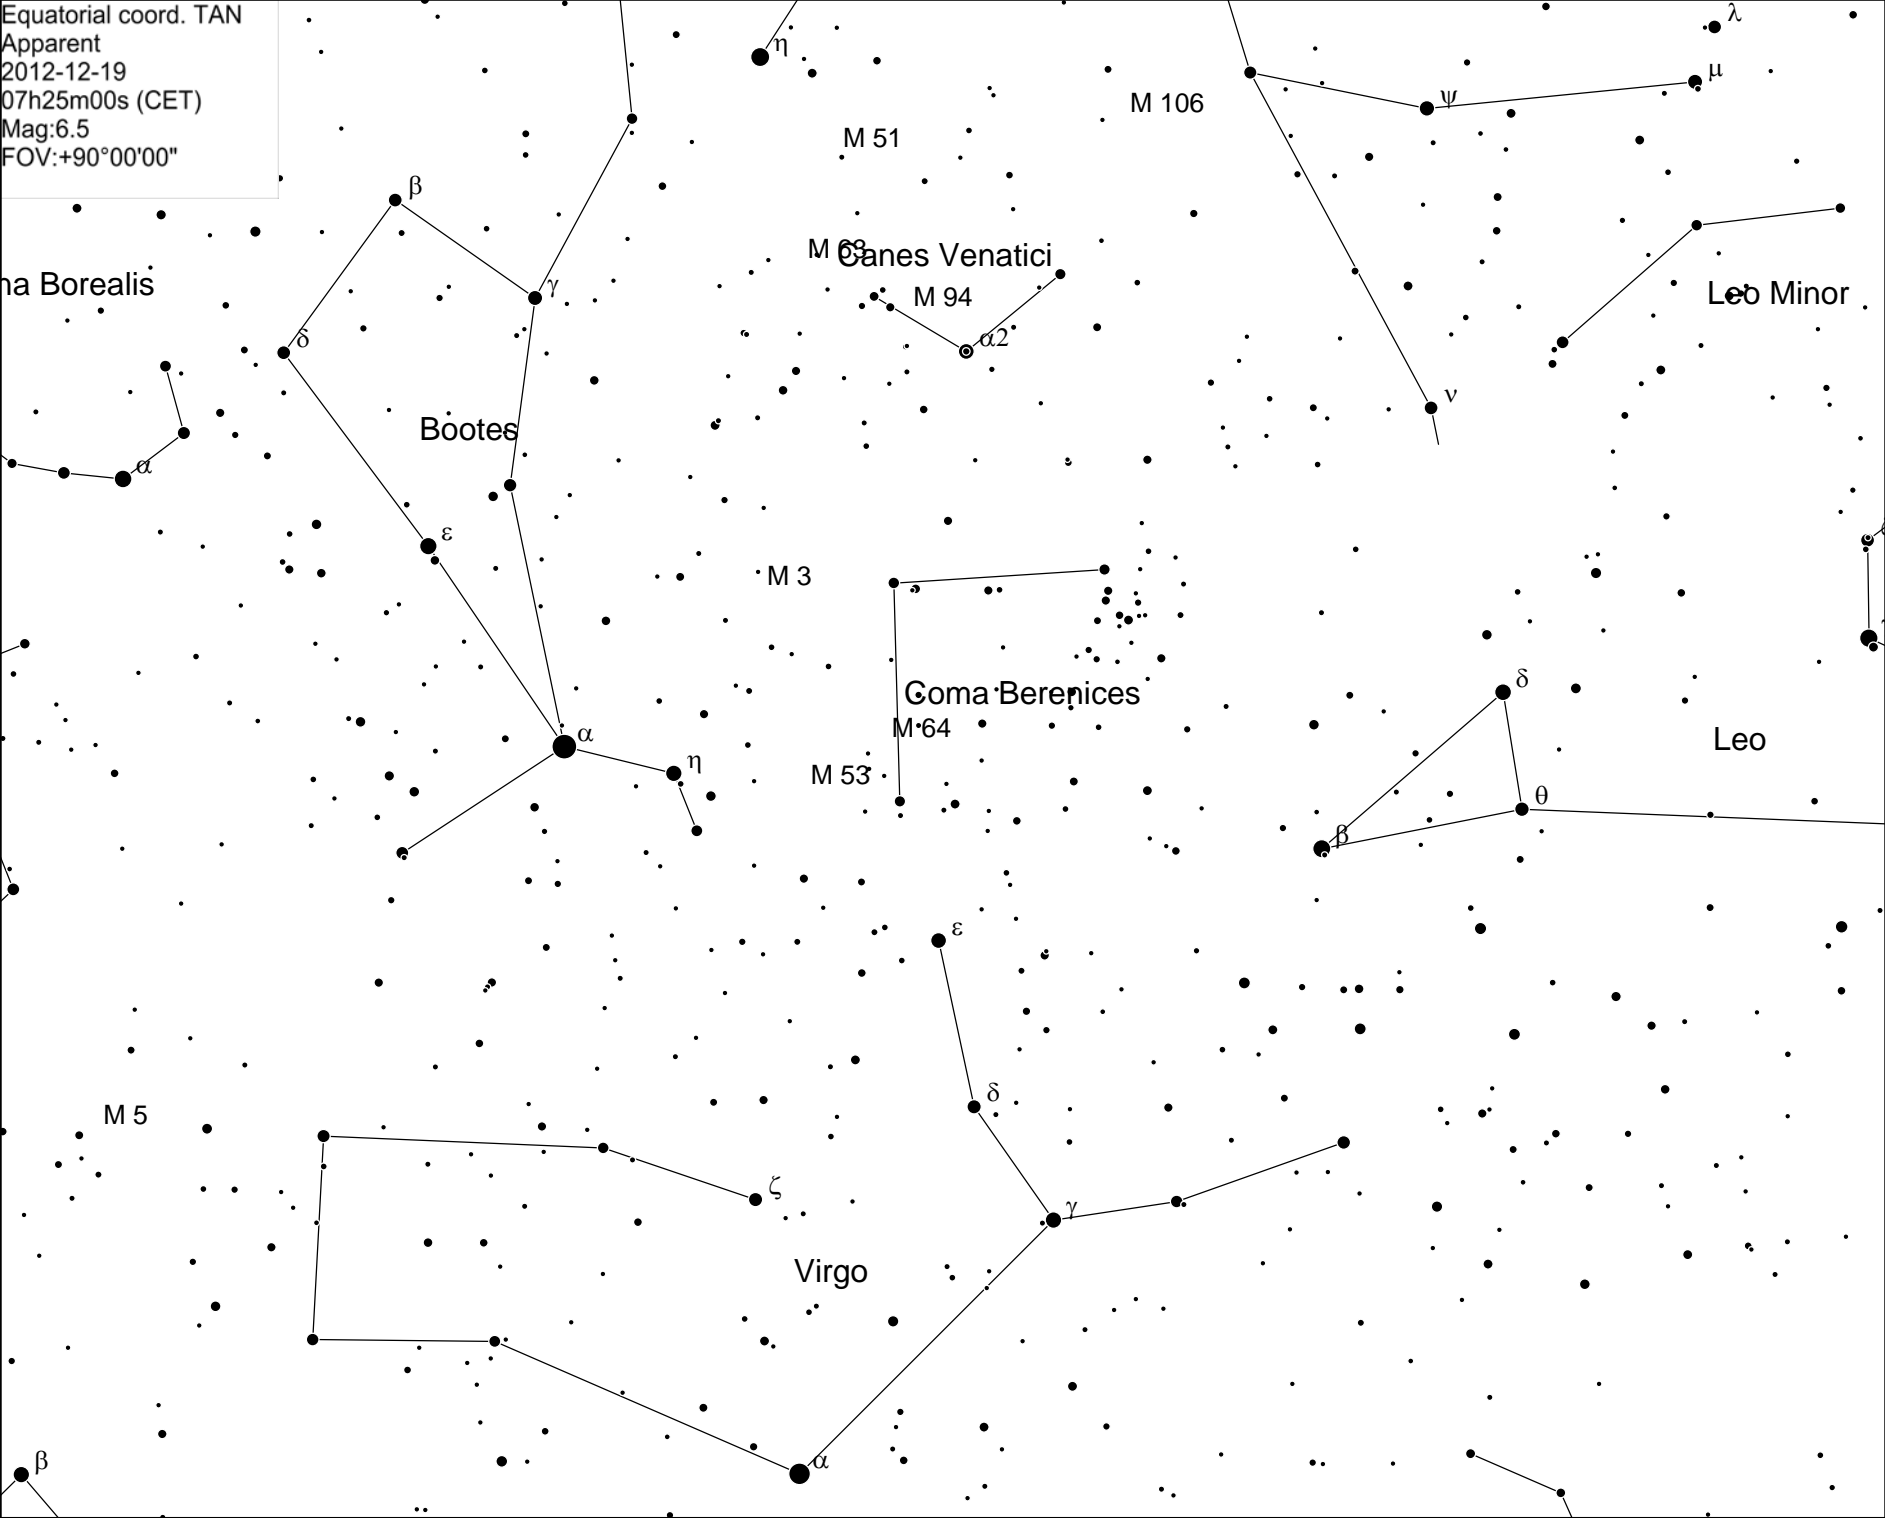 Equatorial coord. TAN
Apparent
2012-12-19
07h25m00s (CET)
Mag:6.5
FOV:+90°00'00"
λ
η
μ
ψ
M 106
M 51
β
M 63
Canes Venatici
na Borealis
γ
M 94
Leo Minor
δ
α2
ν
Bootes
α
ε
M 3
δ
Coma Berenices
M 64
α
Leo
η
M 53
θ
β
ε
δ
M 5
ζ
γ
Virgo
α
β